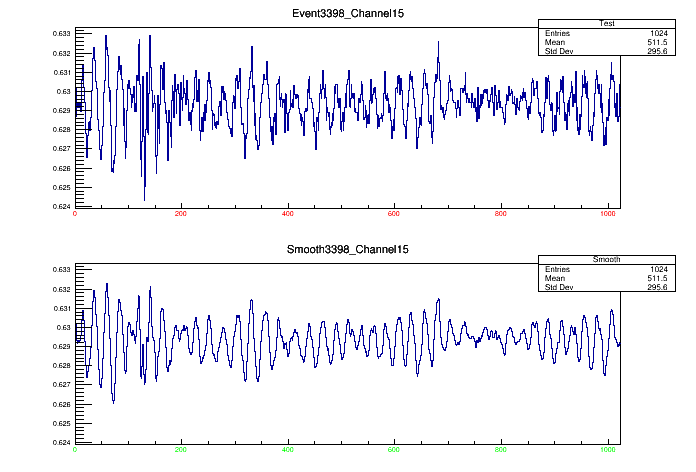 Event3398_Channel15
Test
Entries 1024
Mean 511.5
Std Dev 295.6
0.633
0.632
0.631
0.63
0.629
0.628
0.627
0.626
0.625
0.624
0 200 400 600 800 1000
Smooth3398_Channel15
Smooth
Entries 1024
Mean 511.5
Std Dev 295.6
0.633
0.632
0.631
0.63
0.629
0.628
0.627
0.626
0.625
0.624
0 200 400 600 800 1000